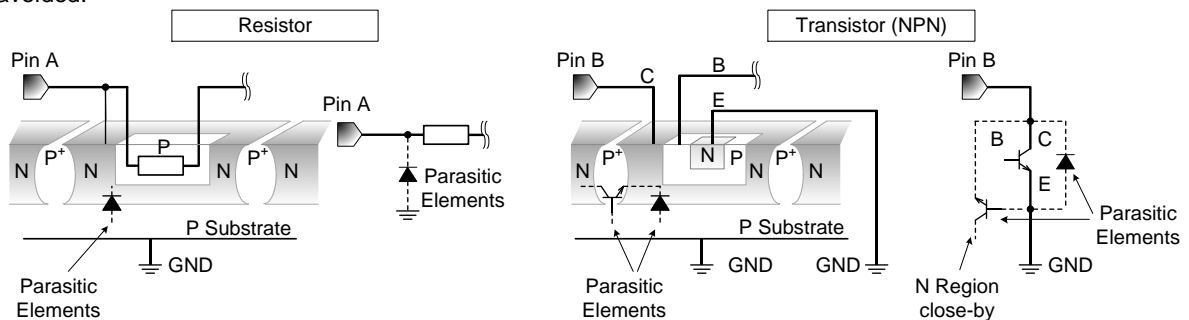 avoided.
Resistor
Transistor (NPN)
Pin A
Pin A
N P+ N P P+ N N
Parasitic
Elements
P Substrate
GND
Parasitic
Elements
Pin B
C
B
E
N P+ N N P P+ N N
P Substrate
GND
GND
Parasitic
Elements
Pin B
B
C
E
Parasitic
Elements
GND
N Region
close-by